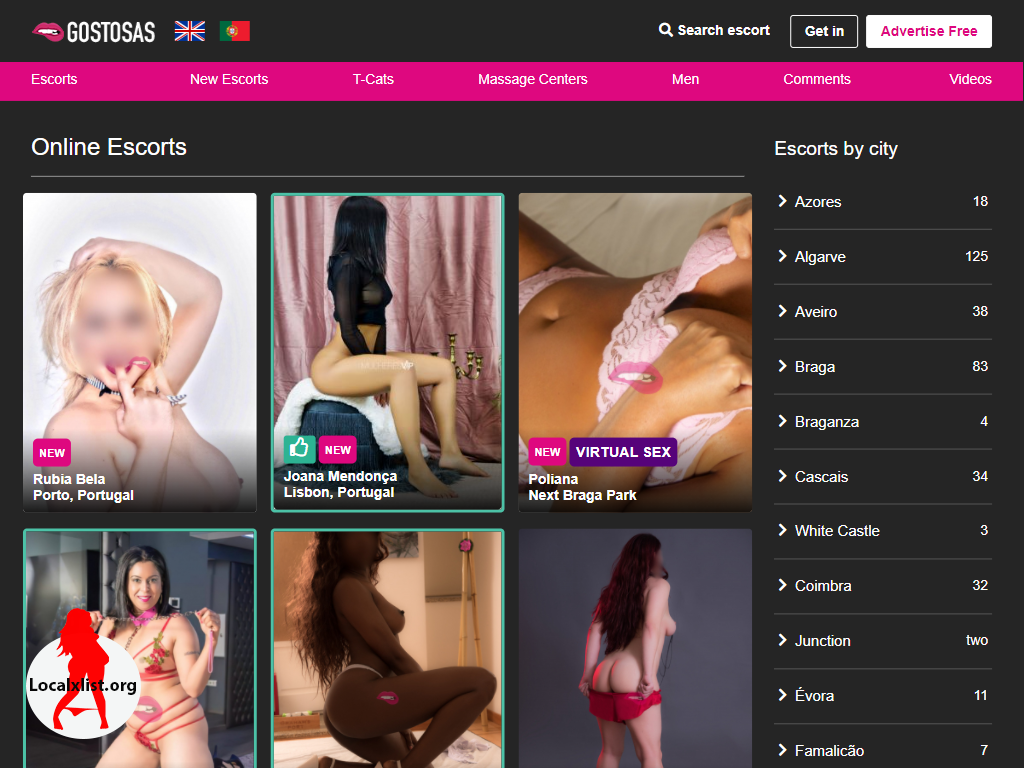 GOSTOSAS
Search escort
Get in
Advertise Free
Escorts
New Escorts
T-Cats
Massage Centers
Men
Comments
Videos
Online Escorts
NEW
Rubia Bela
Porto, Portugal
NEW
Joana Mendonça
Lisbon, Portugal
NEW
VIRTUAL SEX
Poliana
Next Braga Park
Localxlist.org
Escorts by city
Azores 18
Algarve 125
Aveiro 38
Braga 83
Braganza 4
Cascais 34
White Castle 3
Coimbra 32
Junction two
Évora 11
Famalicão 7